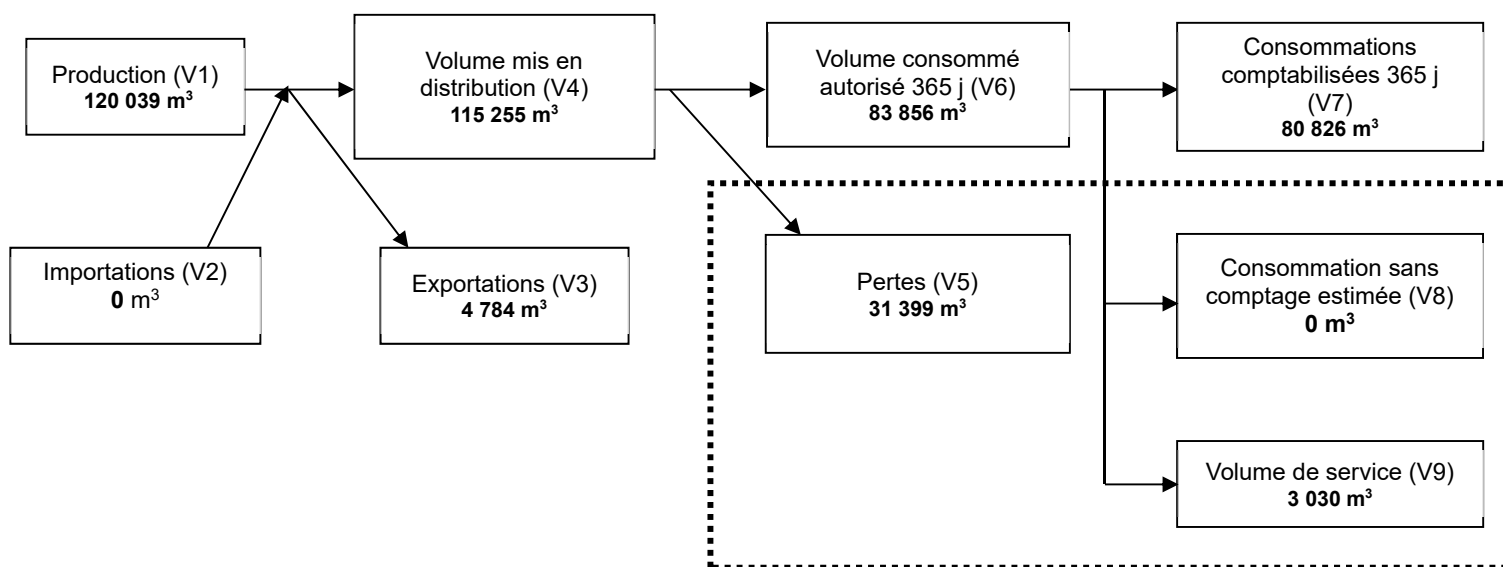 Production (V1)
120 039 m³
Volume mis en
distribution (V4)
115 255 m³
Volume consommé
autorisé 365 j (V6)
83 856 m³
Consommations
comptabilisées 365 j
(V7)
80 826 m³
Importations (V2)
0 m³
Exportations (V3)
4 784 m³
Pertes (V5)
31 399 m³
Consommation sans
comptage estimée (V8)
0 m³
Volume de service (V9)
3 030 m³